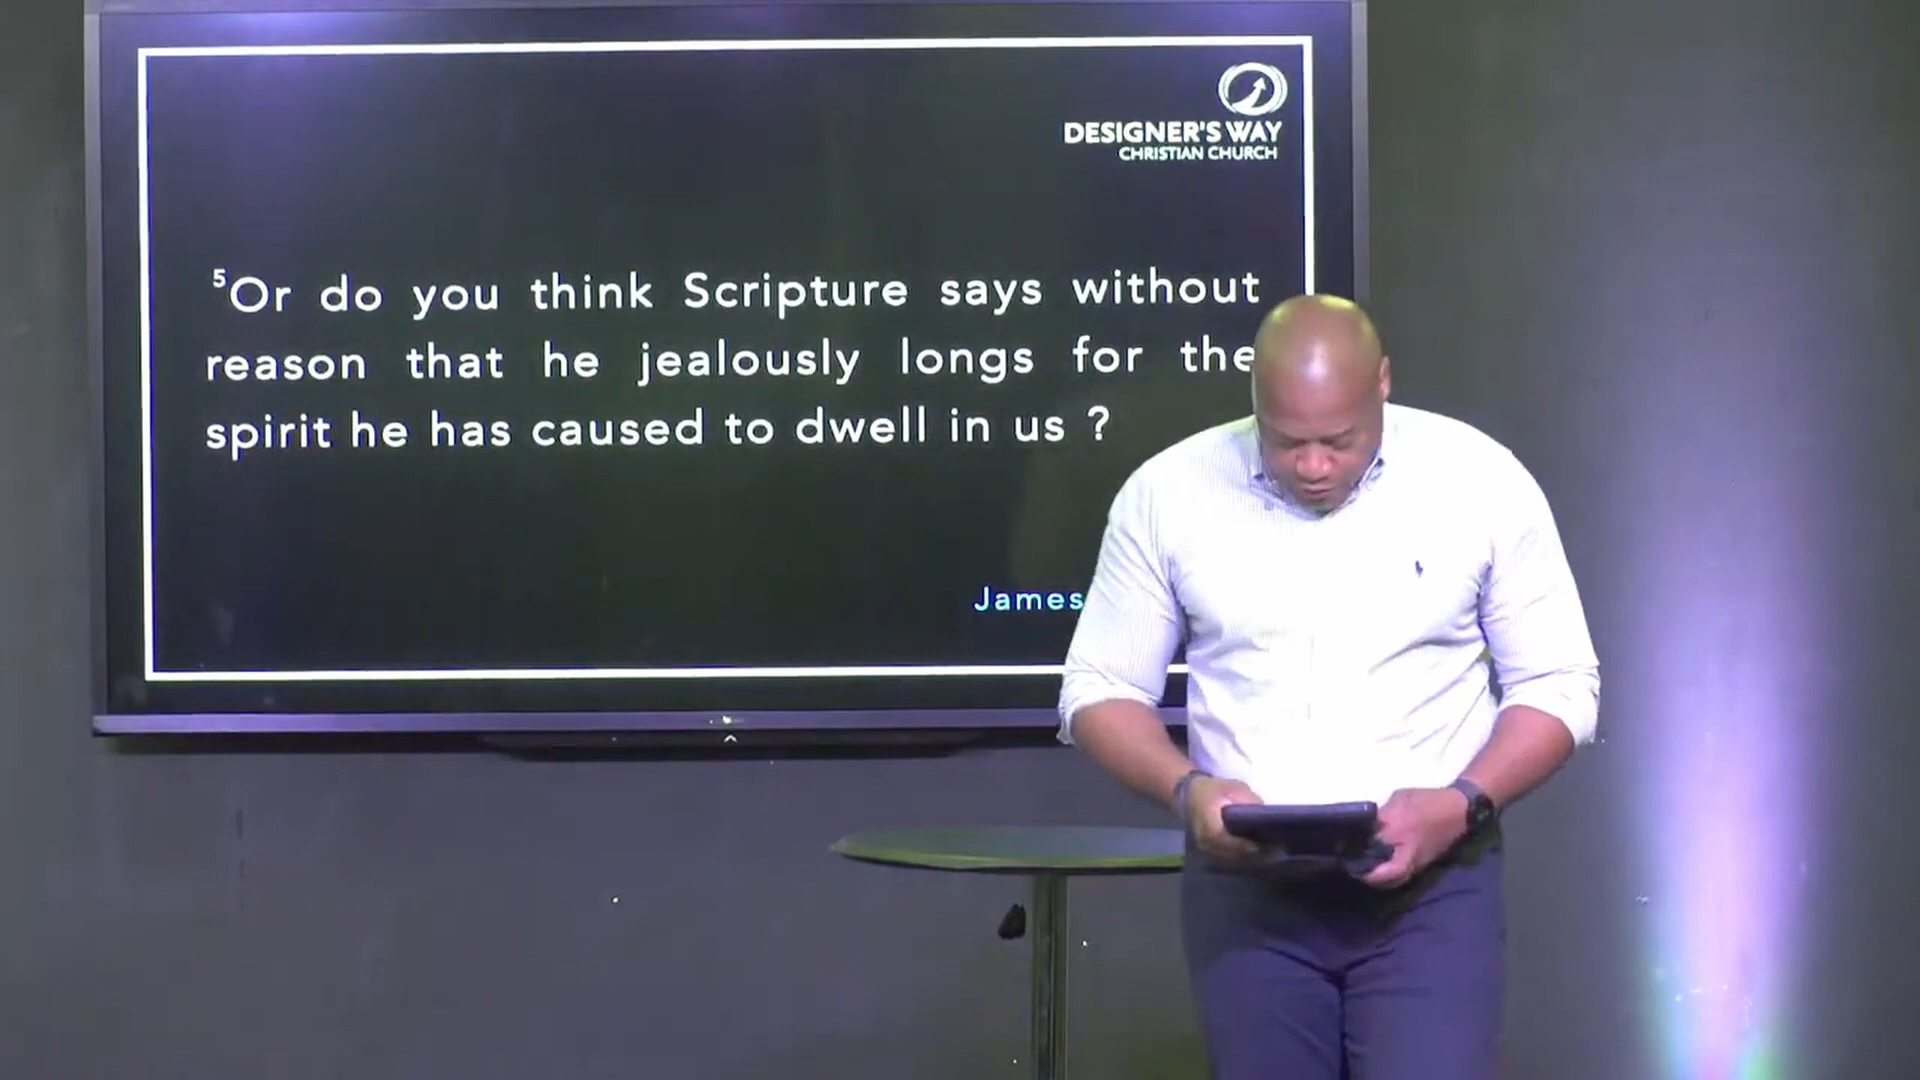 DESIGNER'S WAY
CHRISTIAN CHURCH
⁵Or do you think Scripture says without
reason that he jealously longs for the
spirit he has caused to dwell in us ?
James